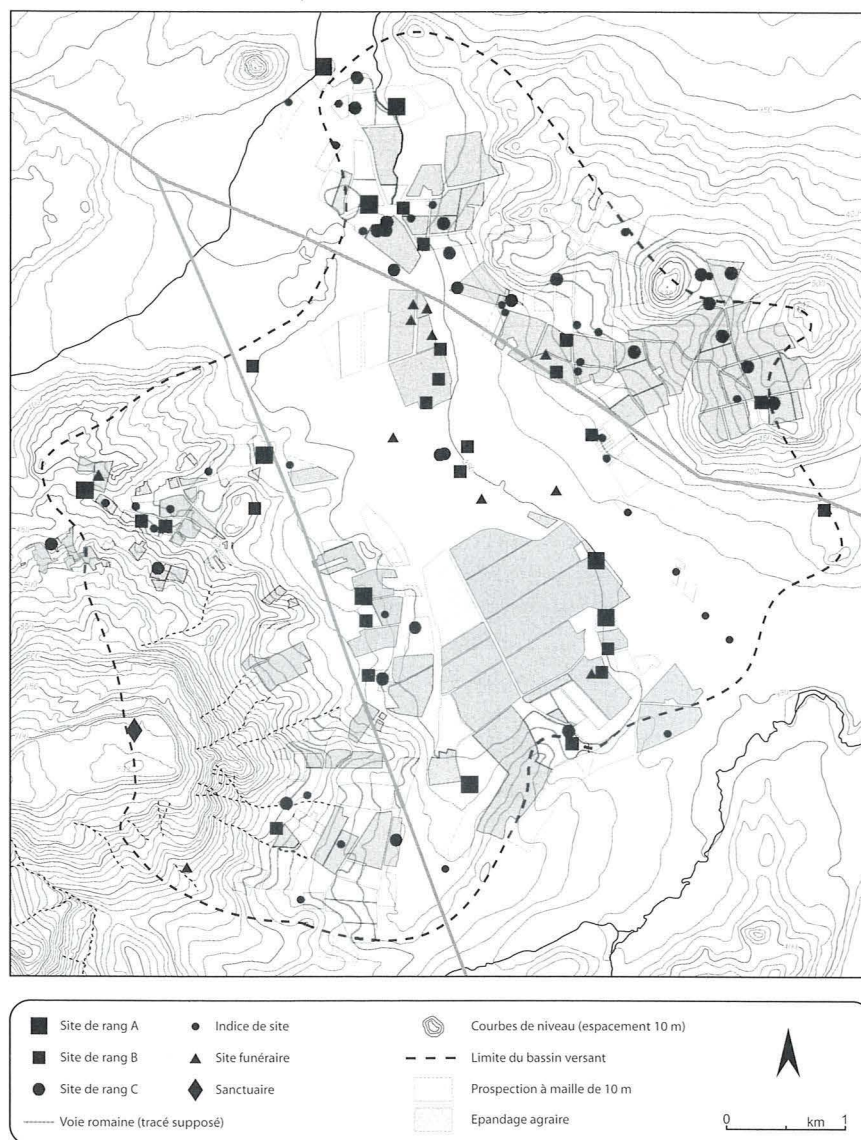 Site de rang A
Site de rang B
Site de rang C
Voie romaine (tracé supposé)
Indice de site
Site funéraire
Sanctuaire
Courbes de niveau (espacement 10 m)
Limite du bassin versant
Prospection à maille de 10 m
Epandage agraire
0 km 1